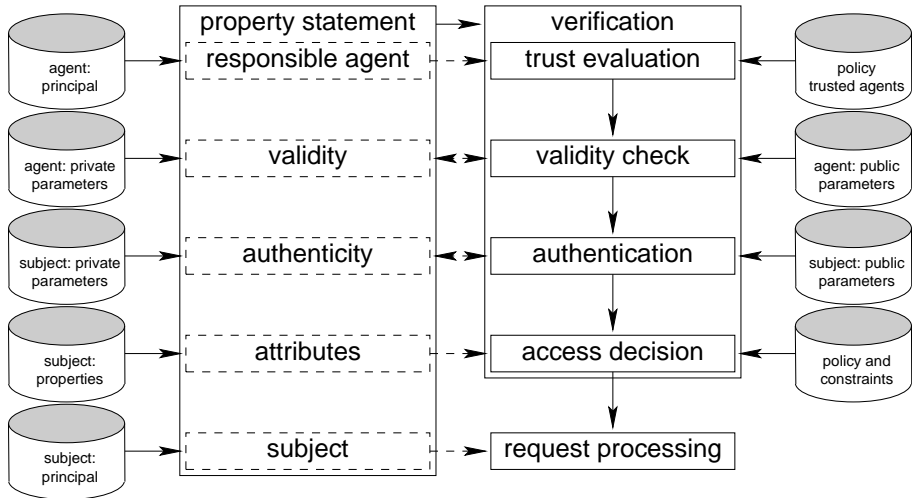 property statement
verification
agent:
principal
responsible agent
trust evaluation
policy
trusted agents
agent: private
parameters
validity
validity check
agent: public
parameters
subject: private
parameters
authenticity
authentication
subject: public
parameters
subject:
properties
attributes
access decision
policy and
constraints
subject:
principal
subject
request processing